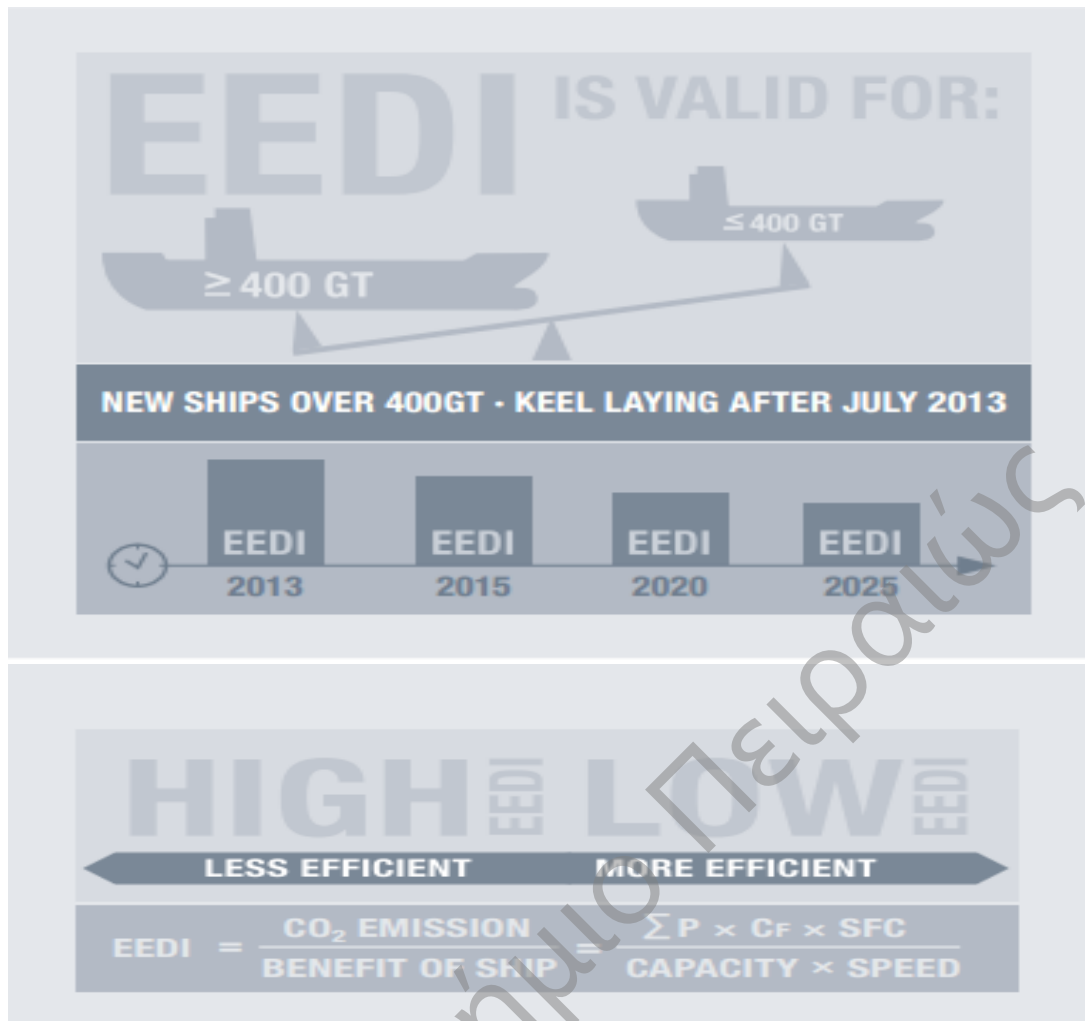 EEDI IS VALID FOR:
≤ 400 GT
≥ 400 GT
NEW SHIPS OVER 400GT - KEEL LAYING AFTER JULY 2013
EEDI EEDI EEDI EEDI
2013 2015 2020 2025
HIGH EEDI LOW EEDI
LESS EFFICIENT MORE EFFICIENT
EEDI = CO₂ EMISSION / BENEFIT OF SHIP = ∑ P × CF × SFC / CAPACITY × SPEED
Πειραιώς